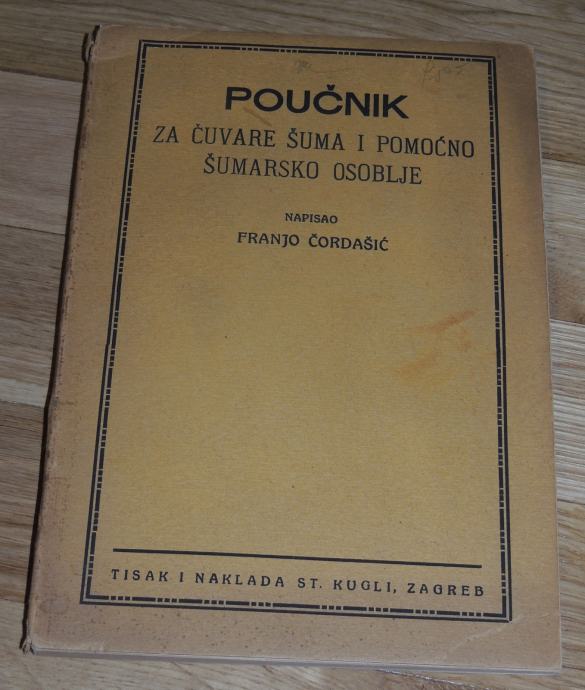 POUČNIK
ZA ČUVARE ŠUMA I POMOĆNO
ŠUMARSKO OSOBLJE
NAPISAO
FRANJO ČORDAŠIĆ
TISAK I NAKLADA ST. KUGLI, ZAGREB